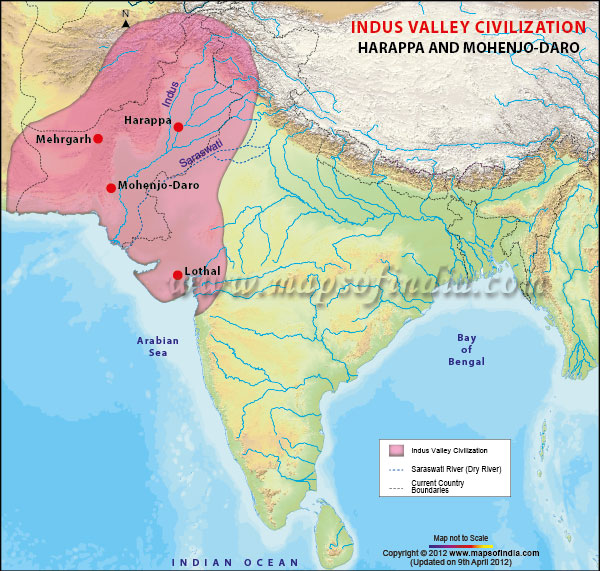 INDUS VALLEY CIVILIZATION
HARAPPA AND MOHENJO-DARO
N
Indus
Harappa
Mehrgarh
Saraswati
Mohenjo-Daro
Lothal
www.mapsofindia.com
Arabian
Sea
Bay
of
Bengal
Indus Valley Civilization
Saraswati River (Dry River)
Current Country
Boundaries
Map not to Scale
Copyright © 2012 www.mapsofindia.com
(Updated on 9th April 2012)
INDIAN OCEAN